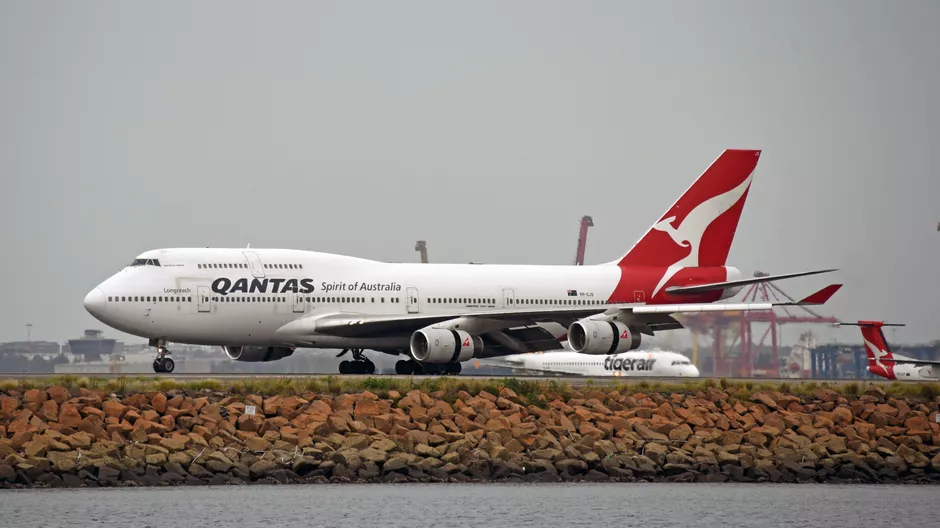 Longreach
QANTAS
Spirit of Australia
tigerair